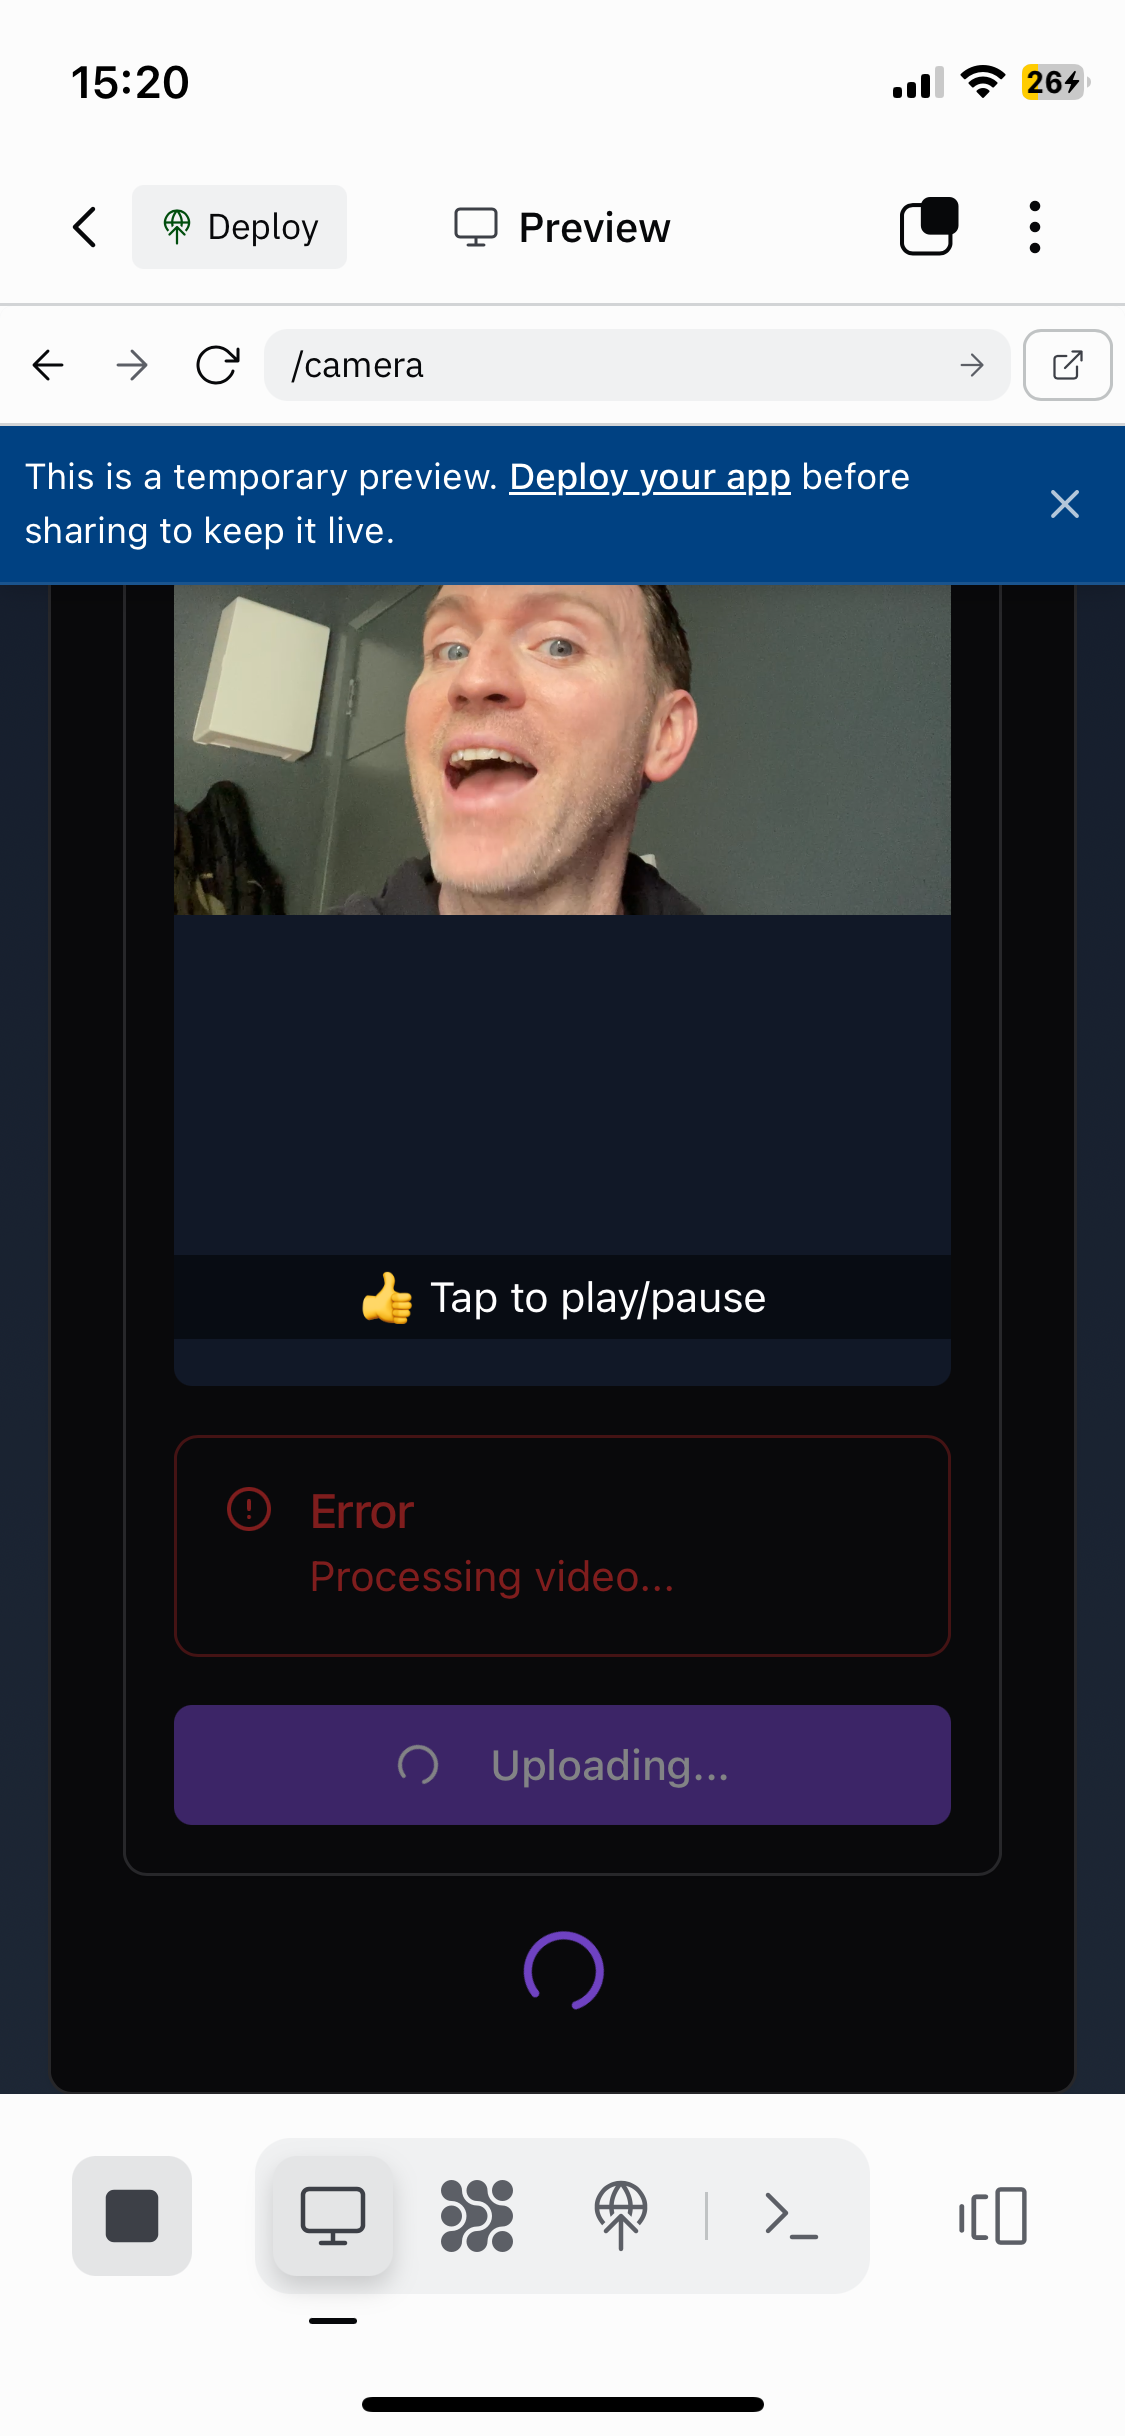 15:20
26
Deploy
Preview
/camera
This is a temporary preview. Deploy your app before
sharing to keep it live.
👍 Tap to play/pause
Error
Processing video...
Uploading...